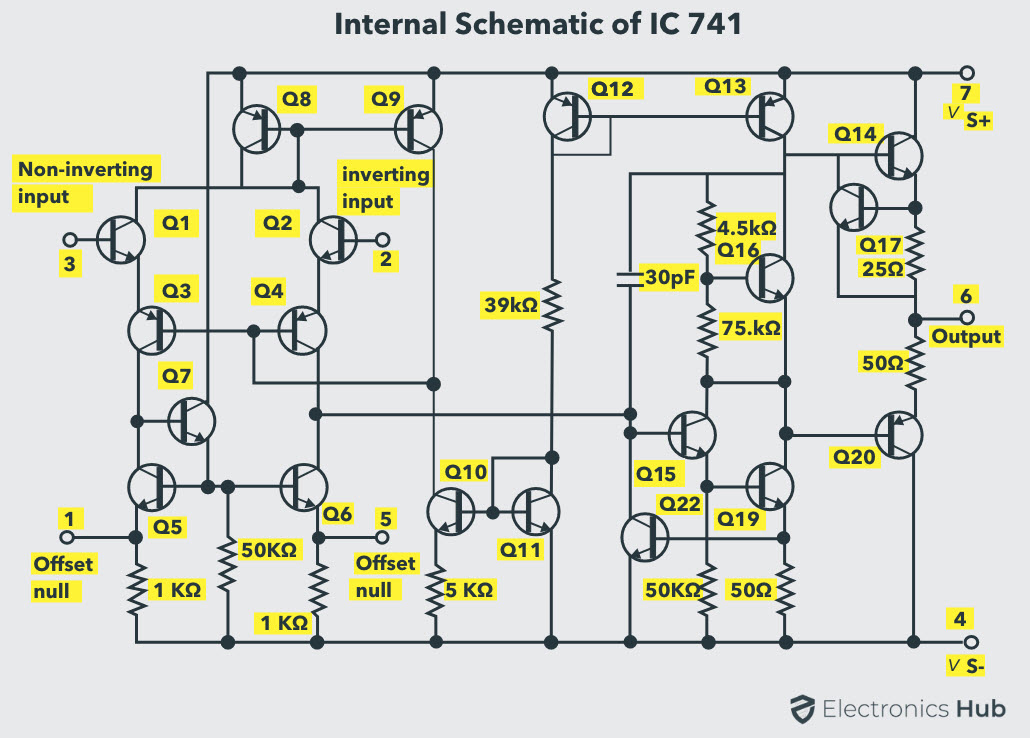 Internal Schematic of IC 741
Q8
Q9
Q12
Q13
7
V
S+
Q14
Non-inverting
input
inverting
input
Q1
Q2
3
2
4.5kΩ
Q16
Q17
25Ω
Q3
Q4
30pF
6
Output
39kΩ
75.kΩ
50Ω
Q7
Q10
Q15
Q20
1
Q5
Q6
5
Q22
Q19
Offset
null
50KΩ
Offset
null
Q11
1 KΩ
5 KΩ
50KΩ
50Ω
1 KΩ
4
V S-
Electronics Hub